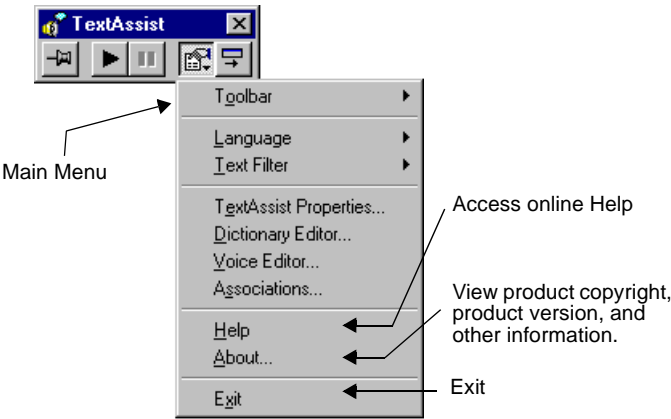 TextAssist
Toolbar
Main Menu
Language
Text Filter
TextAssist Properties...
Dictionary Editor...
Voice Editor...
Associations...
Help
About...
Exit
Access online Help
View product copyright,
product version, and
other information.
Exit